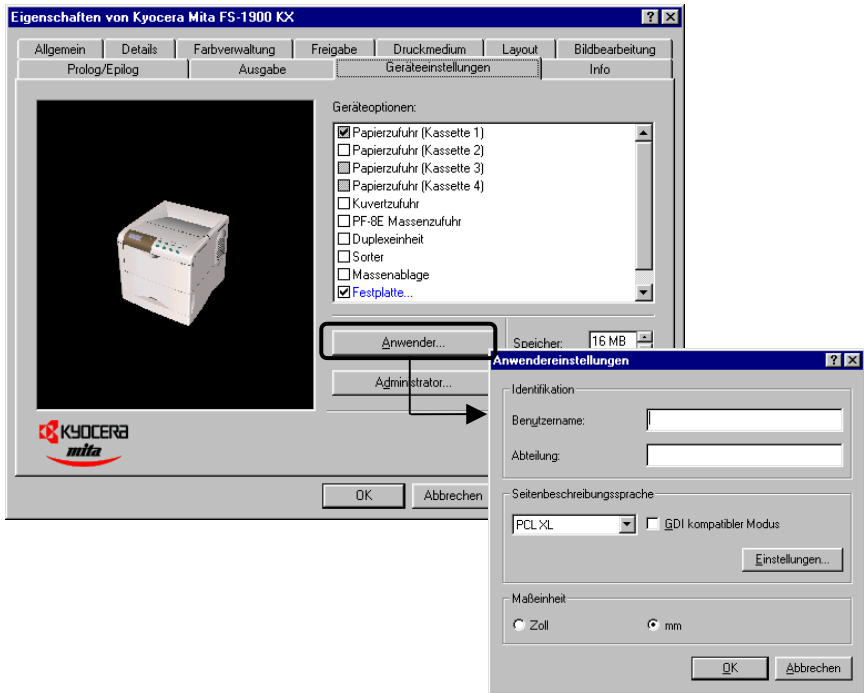 Eigenschaften von Kyocera Mita FS-1900 KX
Allgemein Details Farbverwaltung Freigabe Druckmedium Layout Bildbearbeitung
Prolog/Epilog Ausgabe Geräteeinstellungen Info
Geräteoptionen:
Papierzufuhr (Kassette 1)
Papierzufuhr (Kassette 2)
Papierzufuhr (Kassette 3)
Papierzufuhr (Kassette 4)
Kuvertzufuhr
PF-8E Massenzufuhr
Duplexeinheit
Sorter
Massenablage
Festplatte...
Anwender... Speicher: 16 MB
Administrator...
KYOCERA
mita
OK Abbrechen
Anwendereinstellungen
Identifikation
Benutzername:
Abteilung:
Seitenbeschreibungssprache
PCL XL GDI kompatibler Modus
Einstellungen...
Maßeinheit
Zoll mm
OK Abbrechen